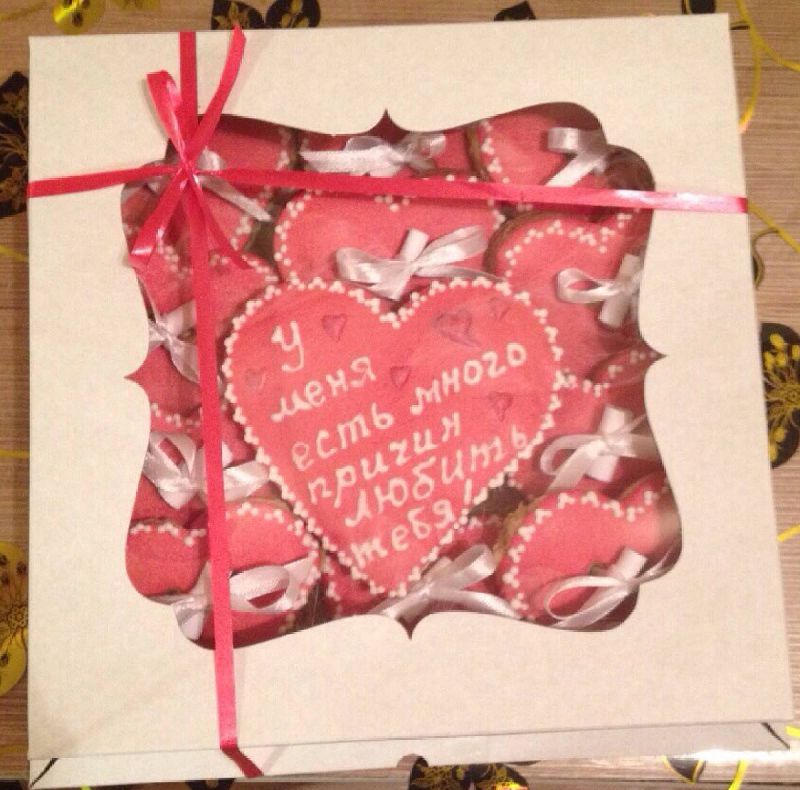 У
меня
есть много
причин
любить
тебя!